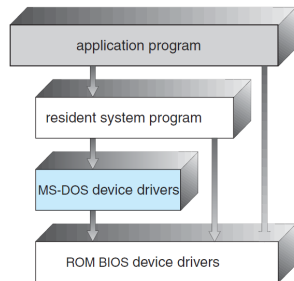 application program
resident system program
MS-DOS device drivers
ROM BIOS device drivers